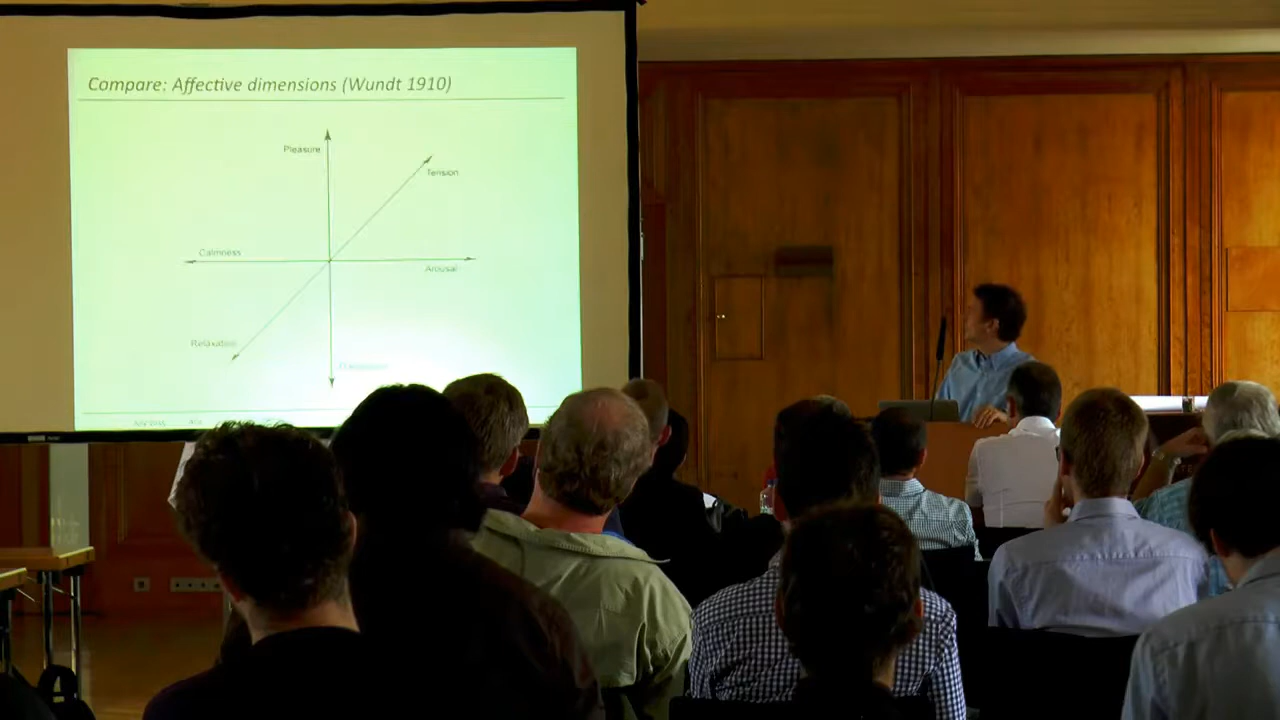 Compare: Affective dimensions (Wundt 1910)
Pleasure
Tension
Calmness
Arousal
Relaxation